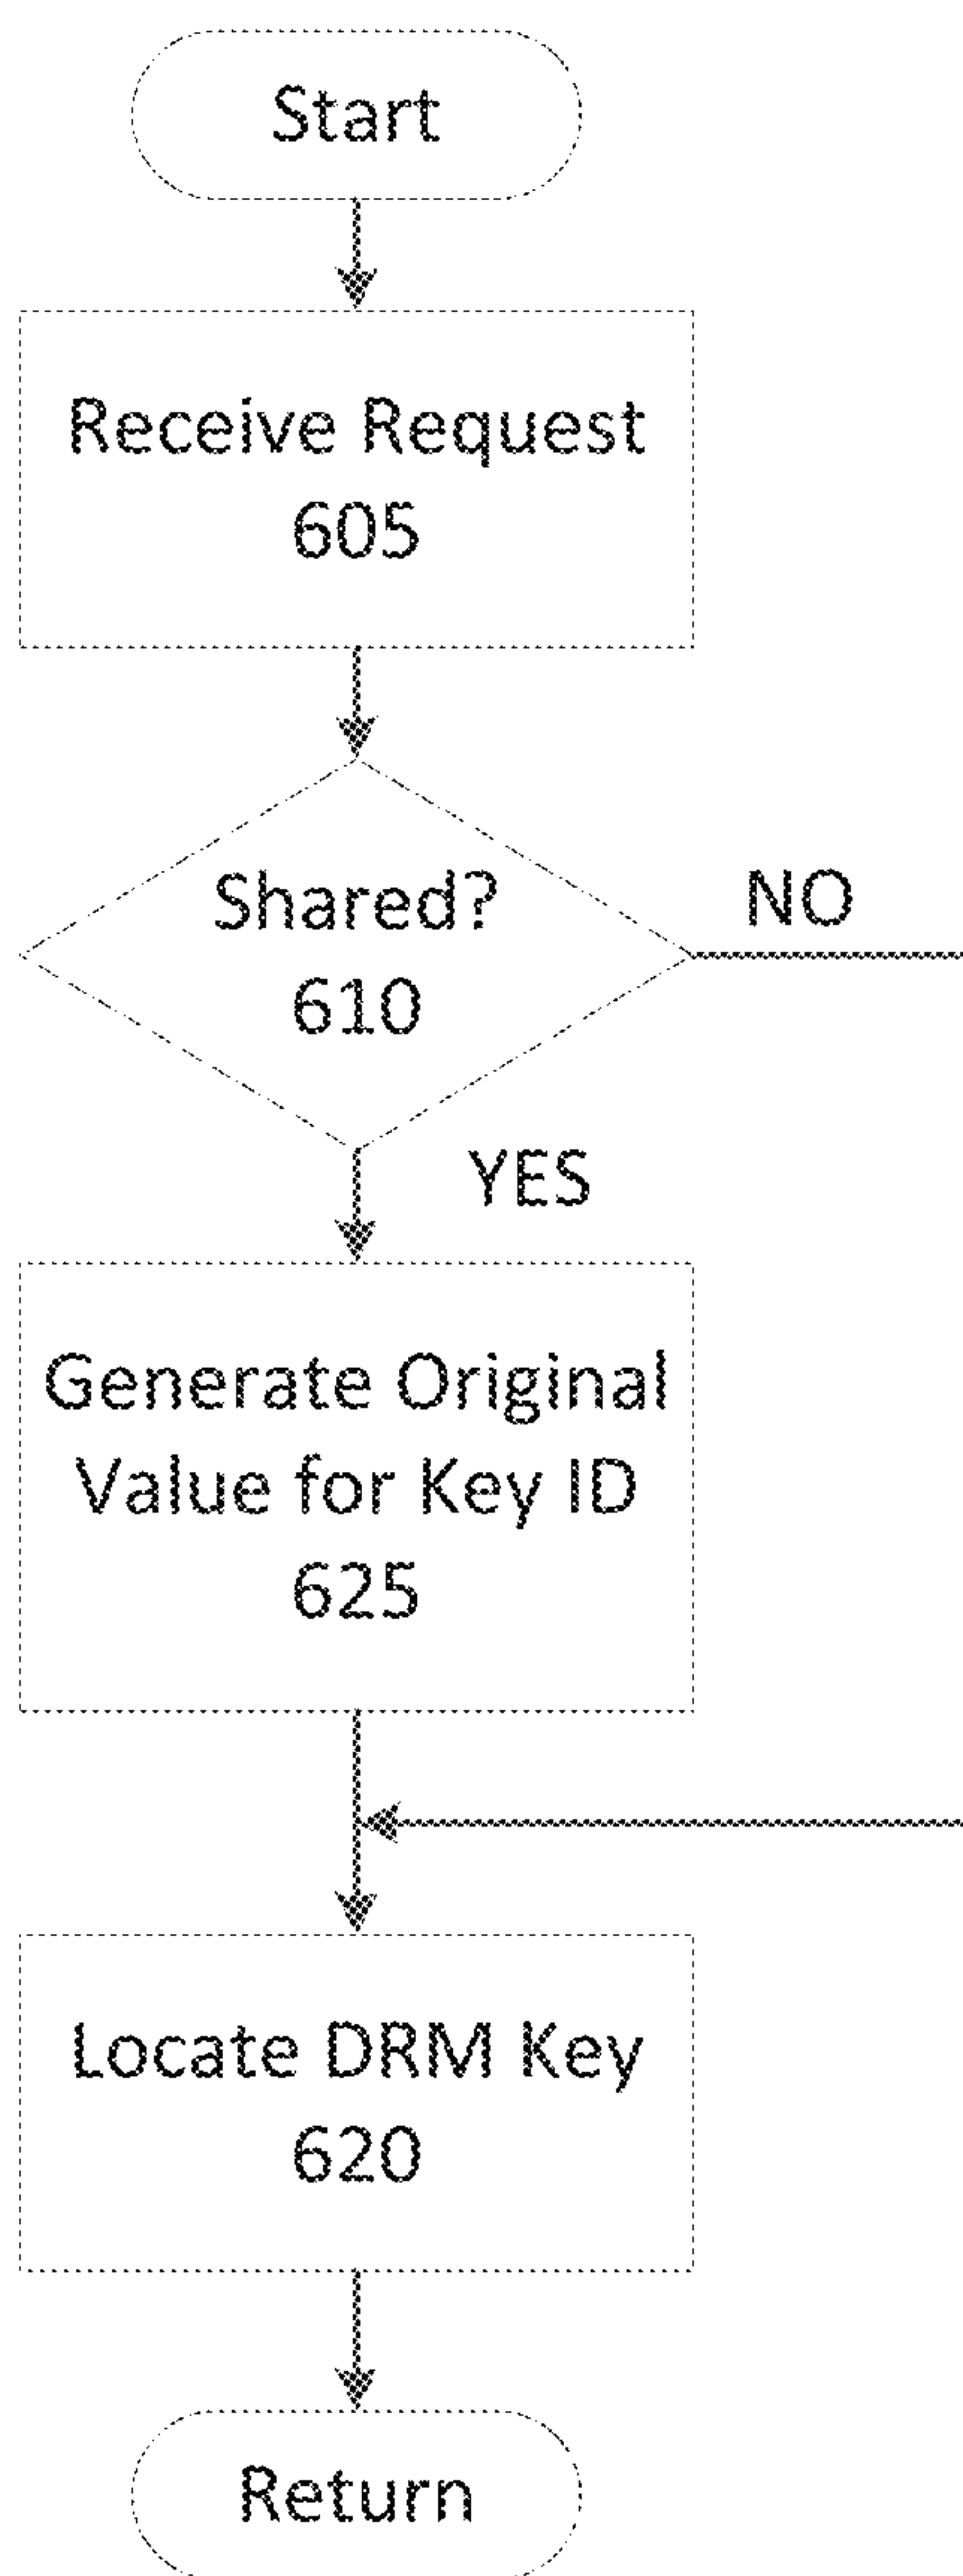 Start
Receive Request
605
Shared?
610
NO
YES
Generate Original
Value for Key ID
625
Locate DRM Key
620
Return